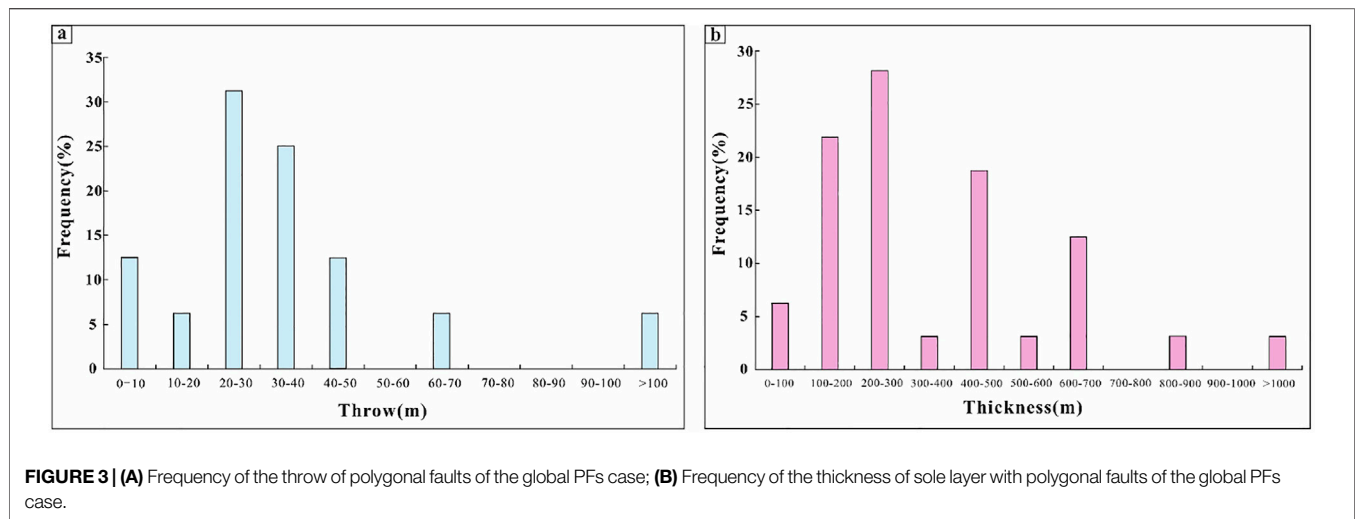 a
35
30
25
20
15
10
5
0
Frequency(%)
0-10 10-20 20-30 30-40 40-50 50-60 60-70 70-80 80-90 90-100 >100
Throw(m)
b
30
25
20
15
10
5
0
Frequency(%)
0-100 100-200 200-300 300-400 400-500 500-600 600-700 700-800 800-900 900-1000 >1000
Thickness(m)
FIGURE 3 | (A) Frequency of the throw of polygonal faults of the global PFs case; (B) Frequency of the thickness of sole layer with polygonal faults of the global PFs
case.